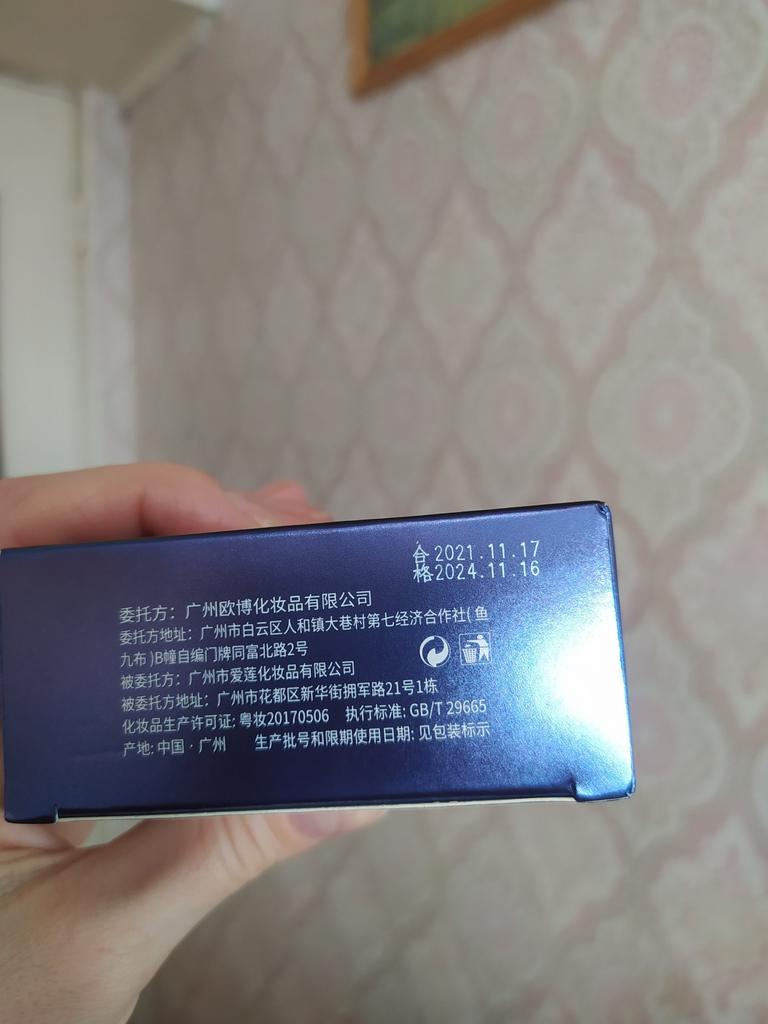 合 2021.11.17
格 2024.11.16
委托方: 广州欧博化妆品有限公司
委托方地址: 广州市白云区人和镇大巷村第七经济合作社( 鱼
九布 )B幢自编门牌同富北路2号
被委托方: 广州市爱莲化妆品有限公司
被委托方地址: 广州市花都区新华街拥军路21号1栋
化妆品生产许可证: 粤妆20170506 执行标准: GB/T 29665
产地: 中国 · 广州 生产批号和限期使用日期: 见包装标示